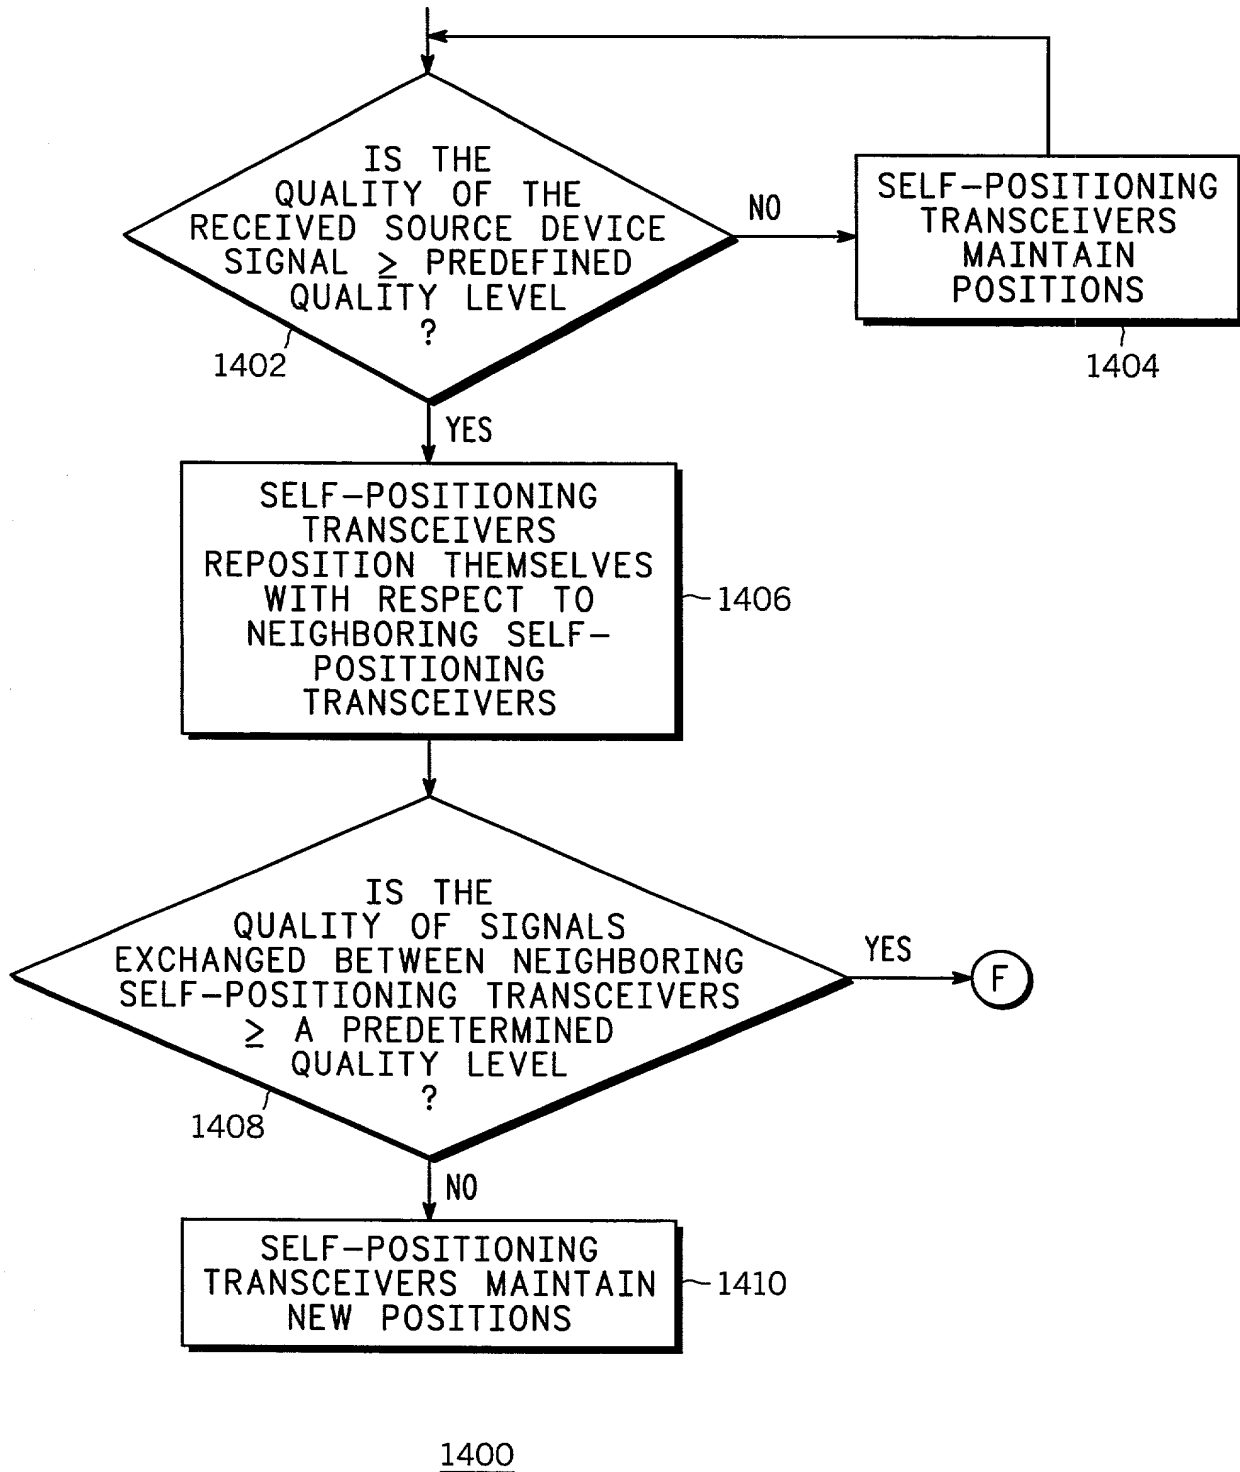 IS THE
QUALITY OF THE
RECEIVED SOURCE DEVICE
SIGNAL ≥ PREDEFINED
QUALITY LEVEL
?
1402
NO
SELF-POSITIONING
TRANSCEIVERS
MAINTAIN
POSITIONS
1404
YES
SELF-POSITIONING
TRANSCEIVERS
REPOSITION THEMSELVES
WITH RESPECT TO
NEIGHBORING SELF-
POSITIONING
TRANSCEIVERS
1406
IS THE
QUALITY OF SIGNALS
EXCHANGED BETWEEN NEIGHBORING
SELF-POSITIONING TRANSCEIVERS
≥ A PREDETERMINED
QUALITY LEVEL
?
1408
YES
F
NO
SELF-POSITIONING
TRANSCEIVERS MAINTAIN
NEW POSITIONS
1410
1400